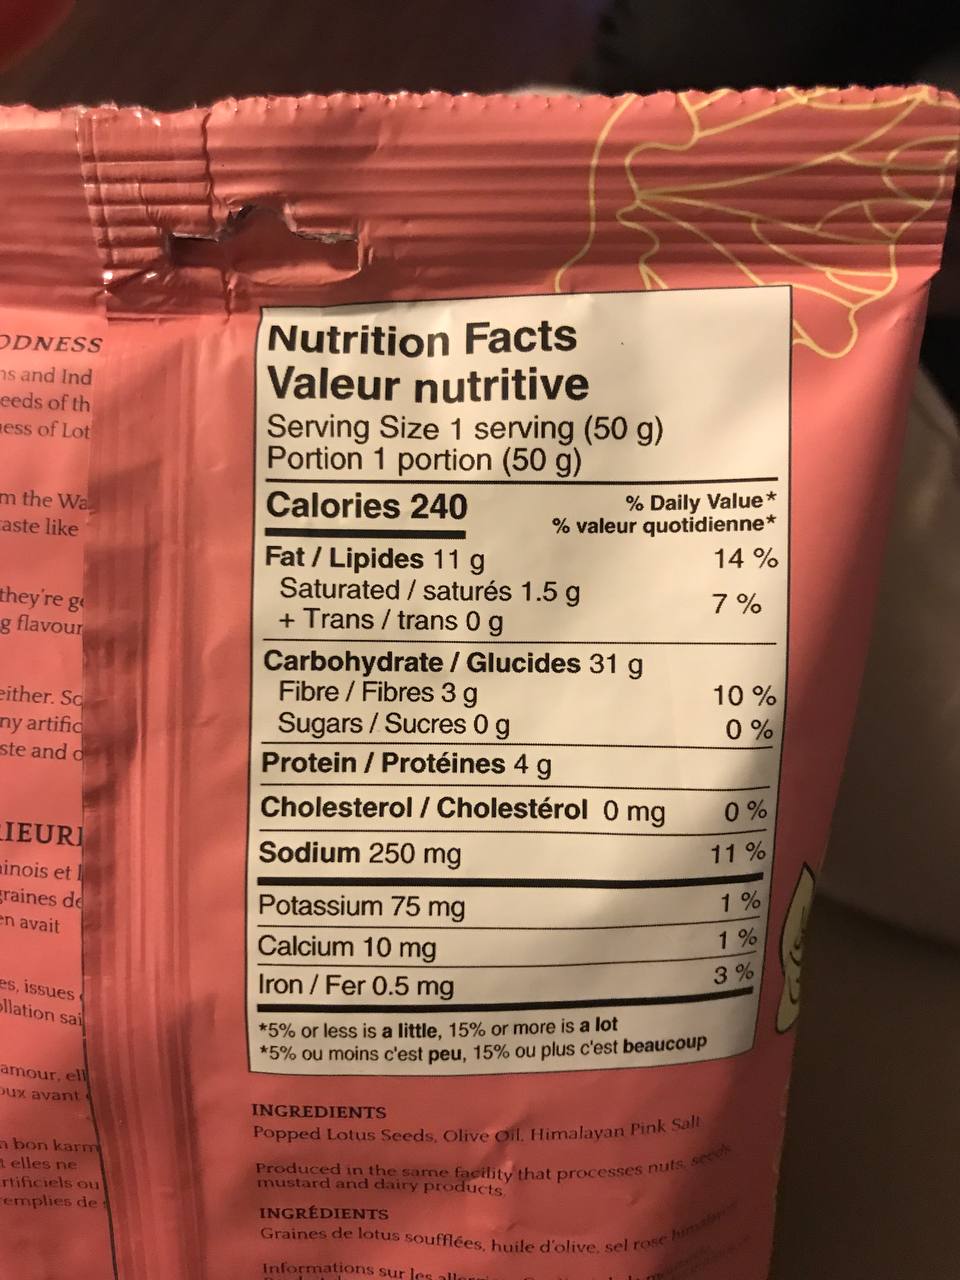 ODNESS
ns and Ind
eeds of th
ness of Lot
m the Wa
taste like
they're ge
g flavour
either. So
ny artific
ste and o
RIEURE
inois et l
graines de
en avait
es, issues
ollation sai
amour, ell
oux avant
a bon karm
t elles ne
rtificiels ou
remplies de
Nutrition Facts
Valeur nutritive
Serving Size 1 serving (50 g)
Portion 1 portion (50 g)
Calories 240
% Daily Value*
% valeur quotidienne*
Fat / Lipides 11 g 14 %
Saturated / saturés 1.5 g
+ Trans / trans 0 g 7 %
Carbohydrate / Glucides 31 g
Fibre / Fibres 3 g 10 %
Sugars / Sucres 0 g 0 %
Protein / Protéines 4 g
Cholesterol / Cholestérol 0 mg 0 %
Sodium 250 mg 11 %
Potassium 75 mg 1 %
Calcium 10 mg 1 %
Iron / Fer 0.5 mg 3 %
*5% or less is a little, 15% or more is a lot
*5% ou moins c'est peu, 15% ou plus c'est beaucoup
INGREDIENTS
Popped Lotus Seeds, Olive Oil, Himalayan Pink Salt
Produced in the same facility that processes nuts, seeds
mustard and dairy products.
INGRÉDIENTS
Graines de lotus soufflées, huile d'olive, sel rose
Informations sur les